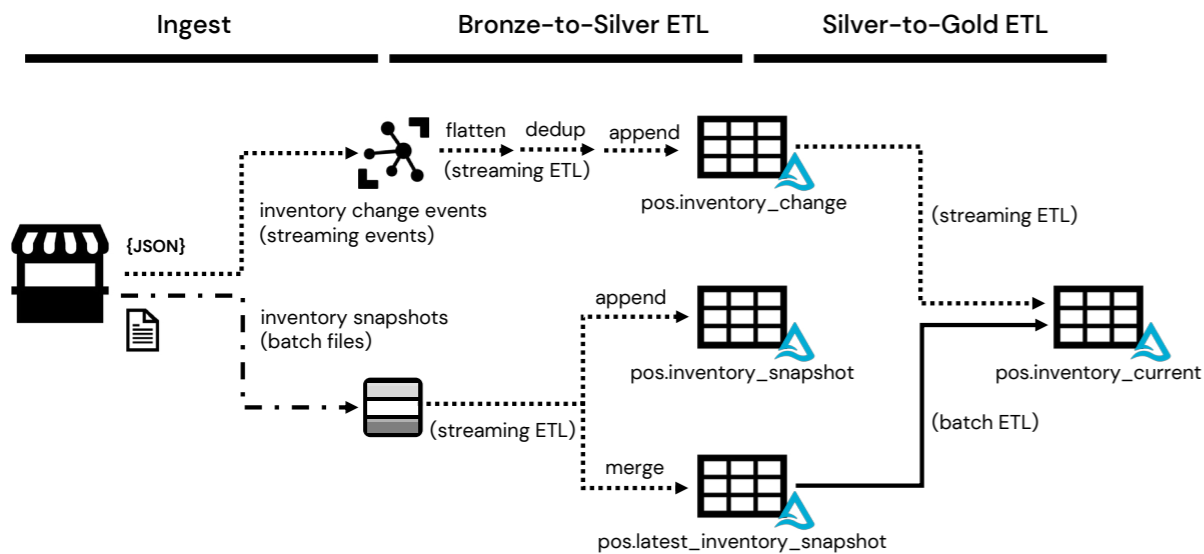 Ingest
Bronze-to-Silver ETL
Silver-to-Gold ETL
flatten
dedup
append
(streaming ETL)
pos.inventory_change
inventory change events
(streaming events)
(streaming ETL)
{JSON}
inventory snapshots
(batch files)
append
pos.inventory_snapshot
pos.inventory_current
(streaming ETL)
(batch ETL)
merge
pos.latest_inventory_snapshot